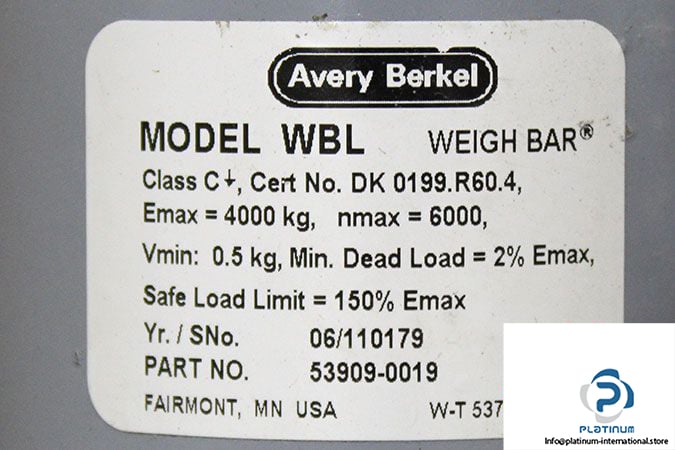 Avery Berkel
MODEL WBL WEIGH BAR®
Class C↓, Cert No. DK 0199.R60.4,
Emax = 4000 kg, nmax = 6000,
Vmin: 0.5 kg, Min. Dead Load = 2% Emax,
Safe Load Limit = 150% Emax
Yr. / SNo. 06/110179
PART NO. 53909-0019
FAIRMONT, MN USA W-T 537
PLATINUM
Info@platinum-international.store